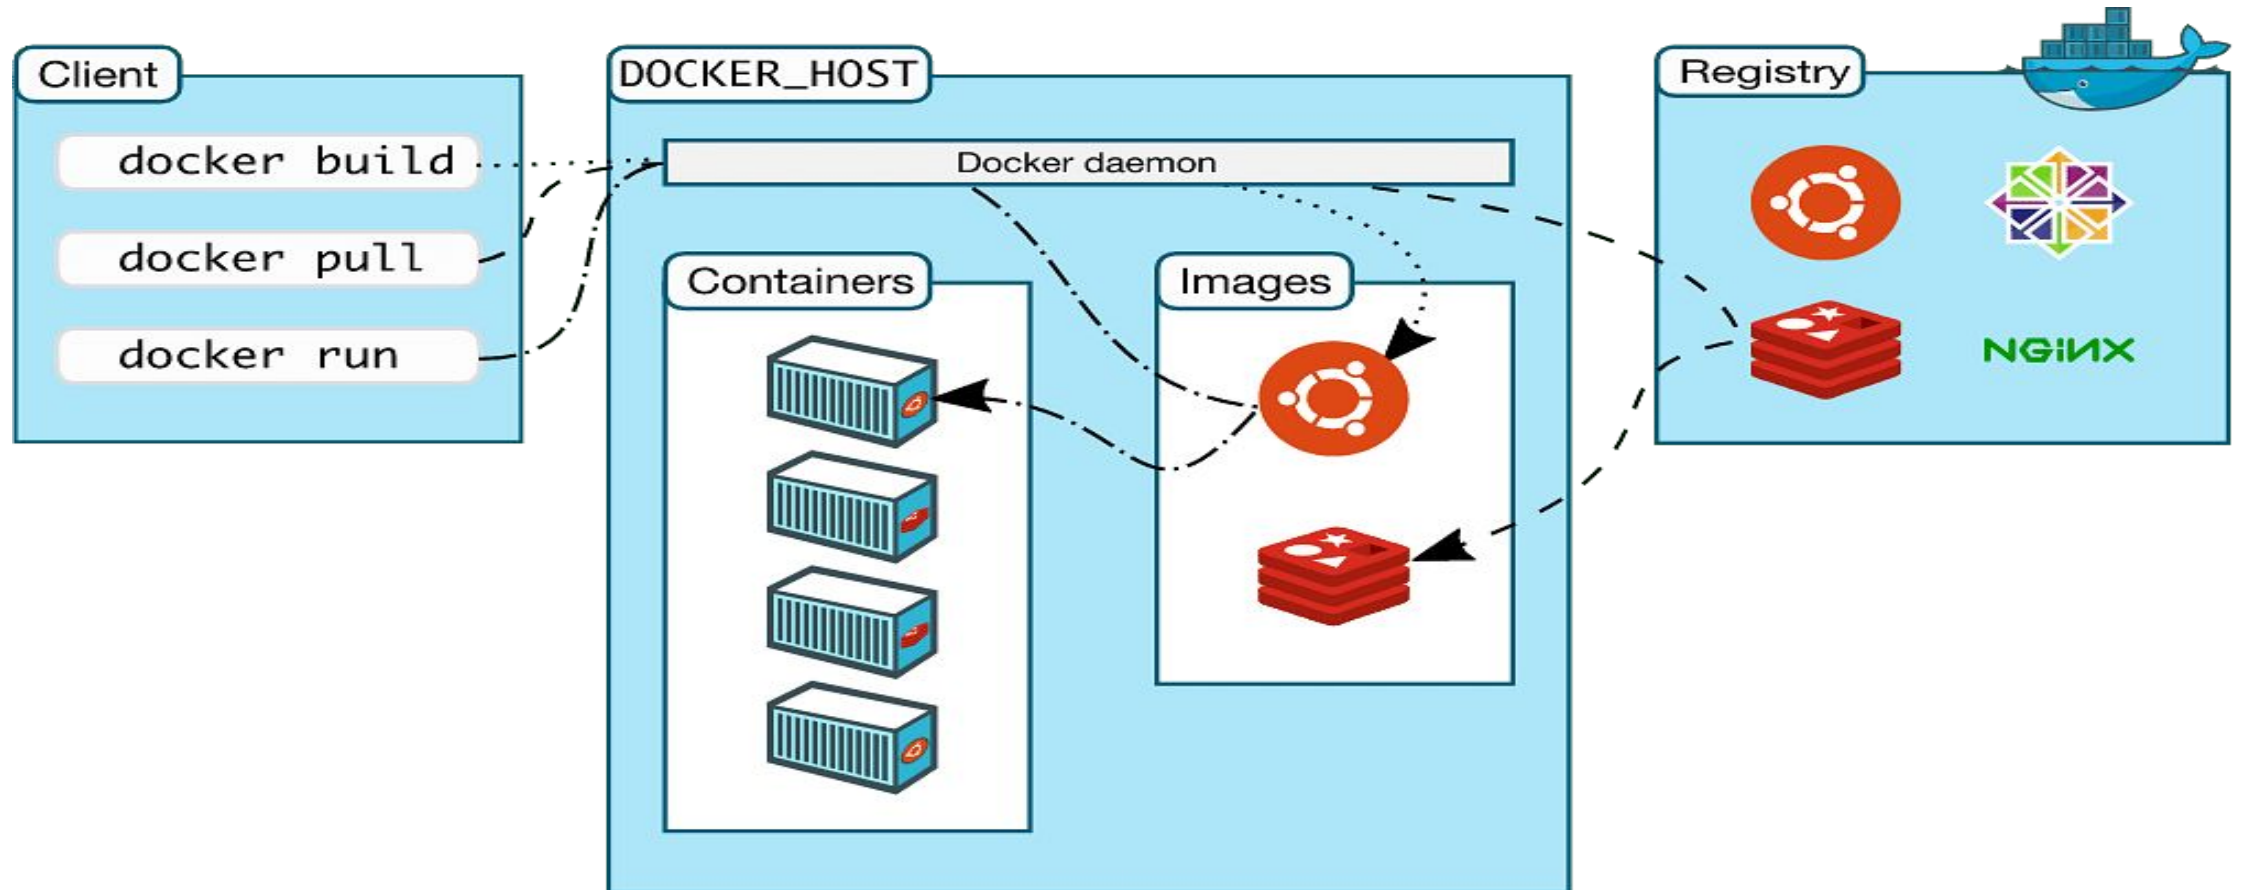 Client
docker build
docker pull
docker run
DOCKER_HOST
Docker daemon
Containers
Images
Registry
NGiNX